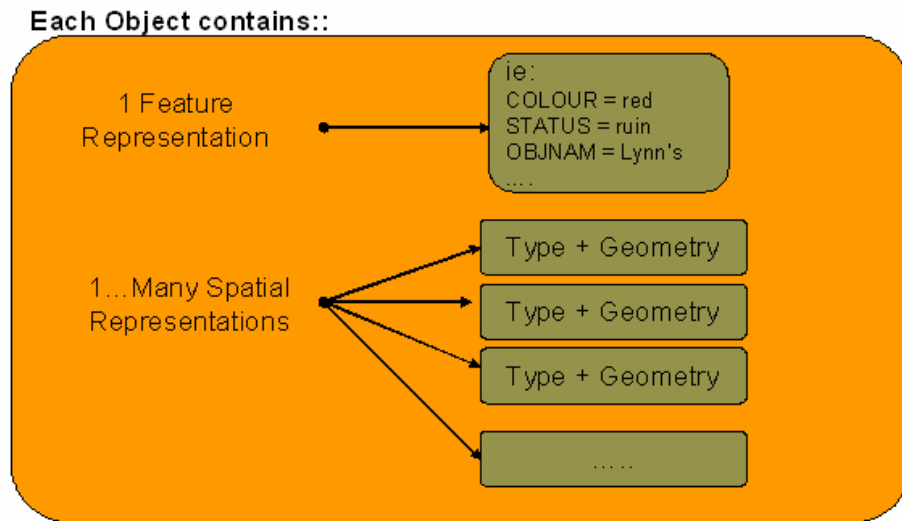 Each Object contains::
1 Feature
Representation
ie:
COLOUR = red
STATUS = ruin
OBJNAM = Lynn's
....
1...Many Spatial
Representations
Type + Geometry
Type + Geometry
Type + Geometry
.....